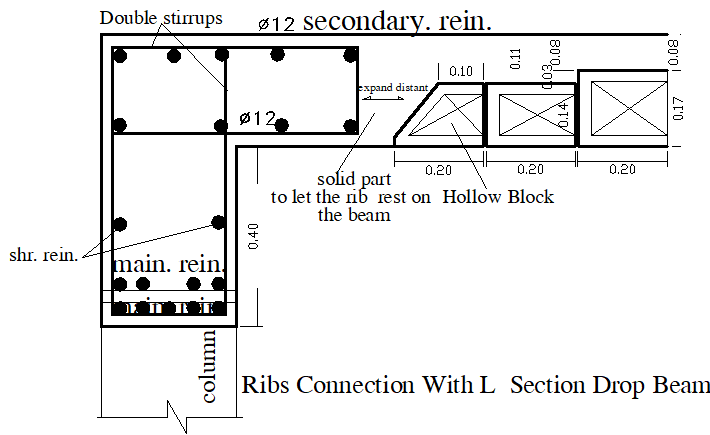 Double stirrups
ø12 secondary. rein.
0.10
0.11
0.08
0.03
0.08
expand distant
ø12
0.14
0.17
0.20
0.20
0.20
solid part
to let the rib rest on
the beam
Hollow Block
shr. rein.
0.40
main. rein.
main. rein.
column
Ribs Connection With L Section Drop Beam